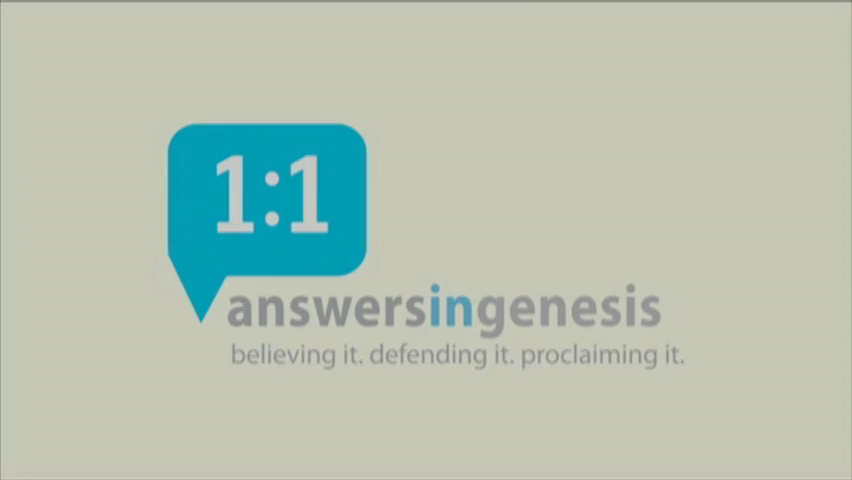 1:1
answersingenesis
believing it. defending it. proclaiming it.